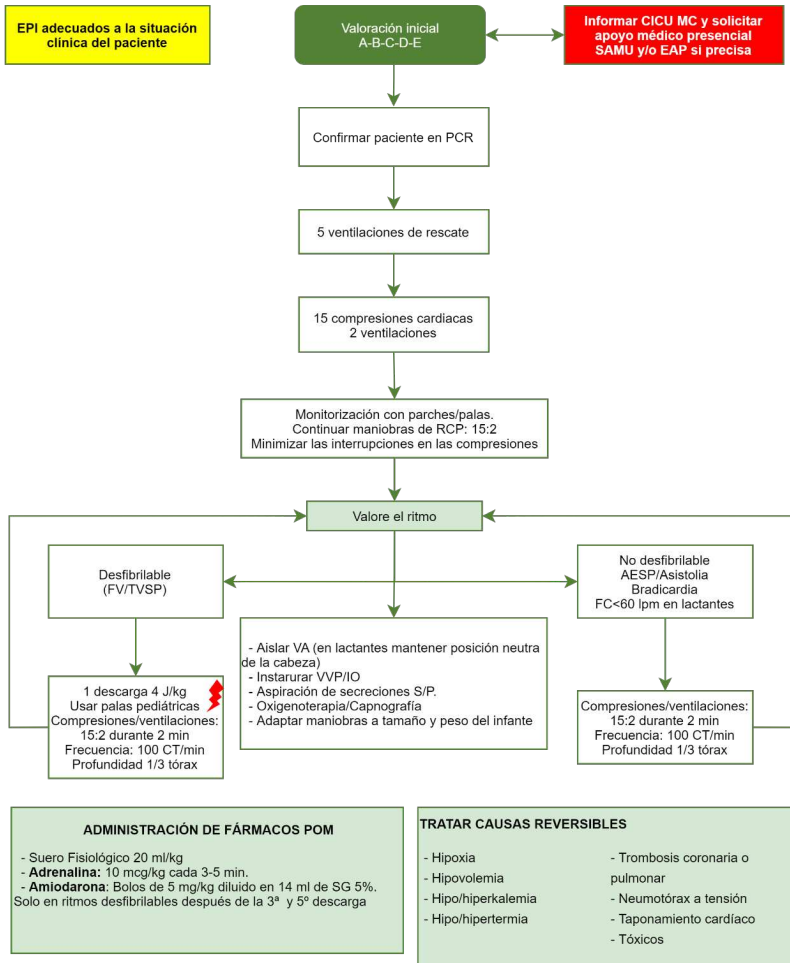 EPI adecuados a la situación
clínica del paciente
Valoración inicial
A-B-C-D-E
Informar CICU MC y solicitar
apoyo médico presencial
SAMU y/o EAP si precisa
Confirmar paciente en PCR
5 ventilaciones de rescate
15 compresiones cardiacas
2 ventilaciones
Monitorización con parches/palas.
Continuar maniobras de RCP: 15:2
Minimizar las interrupciones en las compresiones
Valore el ritmo
Desfibrilable
(FV/TVSP)
No desfibrilable
AESP/Asistolia
Bradicardia
FC<60 lpm en lactantes
- Aislar VA (en lactantes mantener posición neutra
de la cabeza)
- Instarurar VVP/IO
- Aspiración de secreciones S/P.
- Oxigenoterapia/Capnografía
- Adaptar maniobras a tamaño y peso del infante
1 descarga 4 J/kg
Usar palas pediátricas
Compresiones/ventilaciones:
15:2 durante 2 min
Frecuencia: 100 CT/min
Profundidad 1/3 tórax
Compresiones/ventilaciones:
15:2 durante 2 min
Frecuencia: 100 CT/min
Profundidad 1/3 tórax
ADMINISTRACIÓN DE FÁRMACOS POM
- Suero Fisiológico 20 ml/kg
- Adrenalina: 10 mcg/kg cada 3-5 min.
- Amiodarona: Bolos de 5 mg/kg diluido en 14 ml de SG 5%.
Solo en ritmos desfibrilables después de la 3ª y 5º descarga
TRATAR CAUSAS REVERSIBLES
- Hipoxia
- Hipovolemia
- Hipo/hiperkalemia
- Hipo/hipertermia
- Trombosis coronaria o
pulmonar
- Neumotórax a tensión
- Taponamiento cardíaco
- Tóxicos